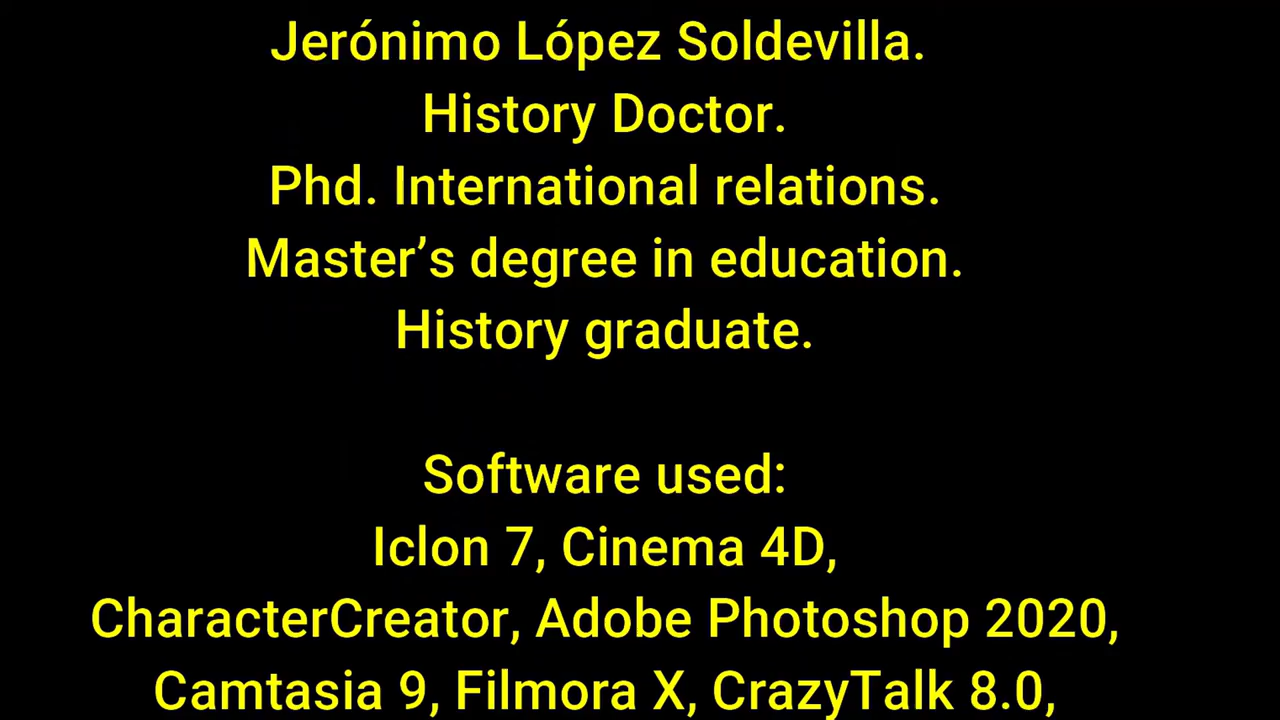 Jerónimo López Soldevilla.
History Doctor.
Phd. International relations.
Master’s degree in education.
History graduate.
Software used:
Iclon 7, Cinema 4D,
CharacterCreator, Adobe Photoshop 2020,
Camtasia 9, Filmora X, CrazyTalk 8.0,